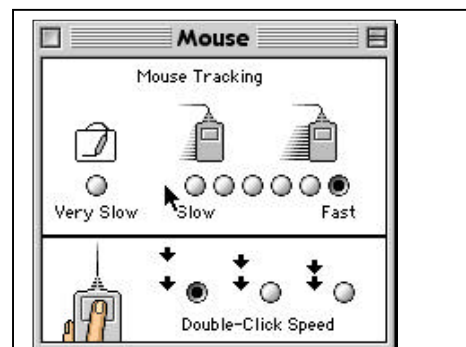 Mouse
Mouse Tracking
Very Slow Slow Fast
Double-Click Speed